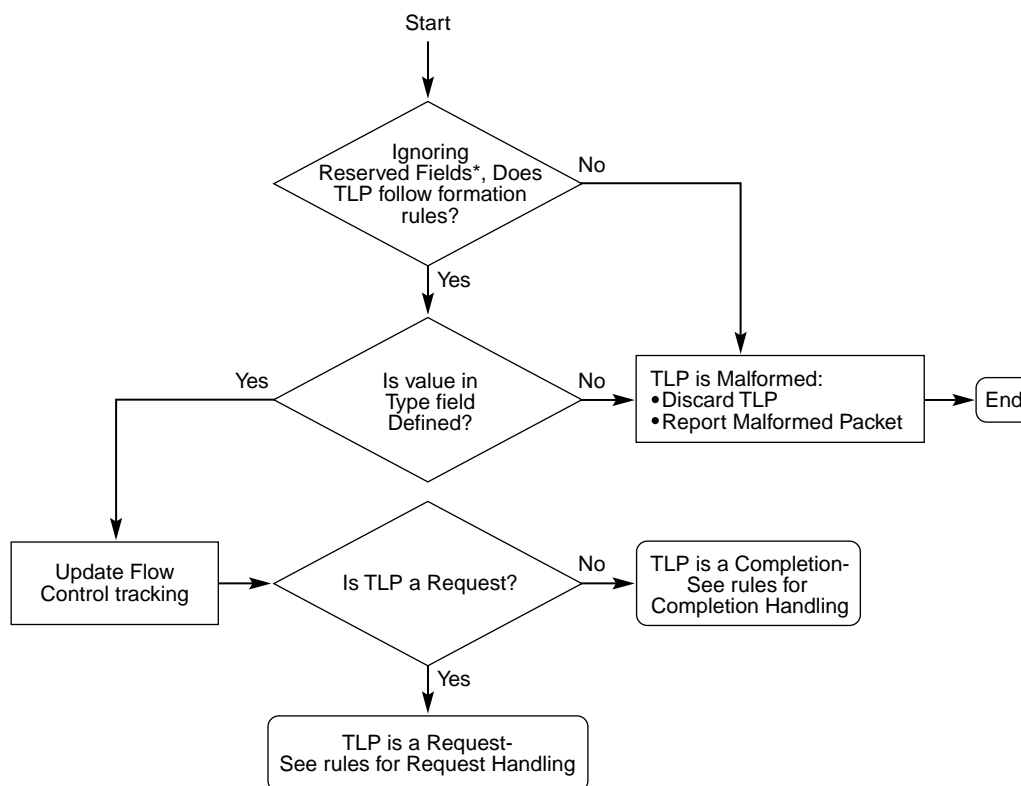 Start
Ignoring
Reserved Fields*, Does
TLP follow formation
rules?
No
Yes
Is value in
Type field
Defined?
Yes
No
TLP is Malformed:
•Discard TLP
•Report Malformed Packet
End
Update Flow
Control tracking
Is TLP a Request?
No
TLP is a Completion-
See rules for
Completion Handling
Yes
TLP is a Request-
See rules for Request Handling